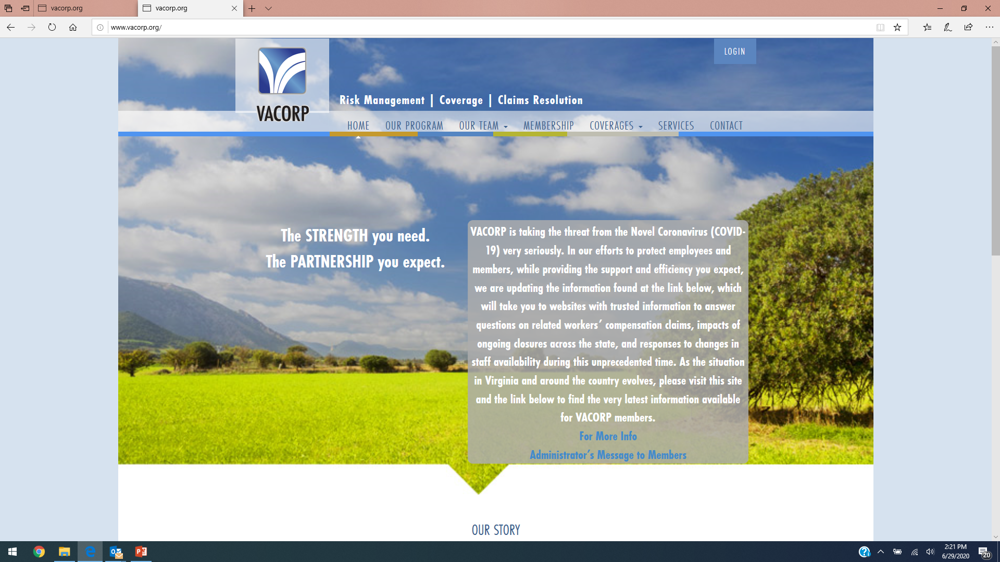 vacorp.org
vacorp.org
www.vacorp.org/
LOGIN
VACORP
Risk Management | Coverage | Claims Resolution
HOME OUR PROGRAM OUR TEAM MEMBERSHIP COVERAGES SERVICES CONTACT
The STRENGTH you need.
The PARTNERSHIP you expect.
VACORP is taking the threat from the Novel Coronavirus (COVID-
19) very seriously. In our efforts to protect employees and
members, while providing the support and efficiency you expect,
we are updating the information found at the link below, which
will take you to websites with trusted information to answer
questions on related workers’ compensation claims, impacts of
ongoing closures across the state, and responses to changes in
staff availability during this unprecedented time. As the situation
in Virginia and around the country evolves, please visit this site
and the link below to find the very latest information available
for VACORP members.
For More Info
Administrator’s Message to Members
OUR STORY
2:21 PM
6/29/2020
20